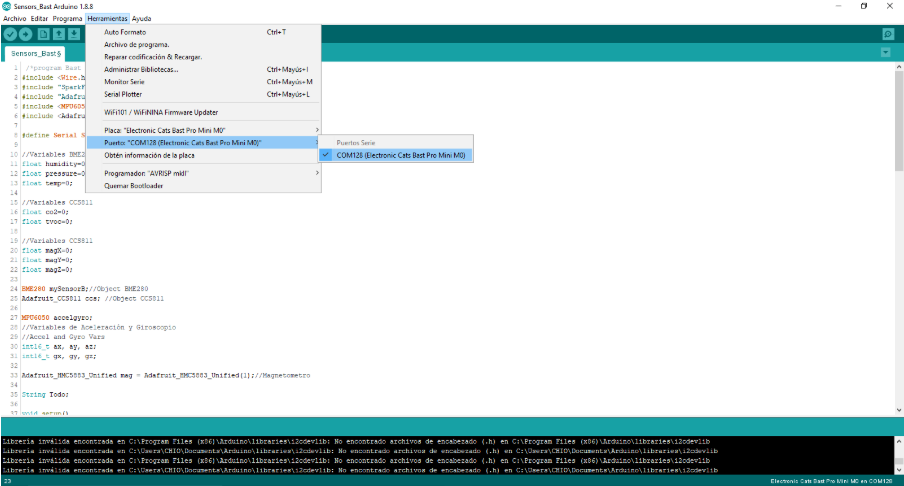 Sensors_Bast Arduino 1.8.8
Archivo Editar Programa Herramientas Ayuda
Auto Formato Ctrl+T
Archivo de programa.
Reparar codificación & Recargar.
Administrar Bibliotecas... Ctrl+Mayús+I
Monitor Serie Ctrl+Mayús+M
Serial Plotter Ctrl+Mayús+L
WiFi101 / WiFiNINA Firmware Updater
Placa: "Electronic Cats Bast Pro Mini M0"
Puerto: "COM128 (Electronic Cats Bast Pro Mini M0)"
Obtén información de la placa
Programador: "AVRISP mkII"
Quemar Bootloader
Puertos Serie
COM128 (Electronic Cats Bast Pro Mini M0)
Sensors_Bast§
1 /*program Bast
2 #include <Wire.h
3 #include "SparkF
4 #include "Adafru
5 #include <MPU605
6 #include <Adafru
7
8 #define Serial S
9
10 //Variables BME2
11 float humidity=0
12 float pressure=0
13 float temp=0;
14
15 //Variables CCS811
16 float co2=0;
17 float tvoc=0;
18
19 //Variables CCS811
20 float magX=0;
21 float magY=0;
22 float magZ=0;
23
24 BME280 mySensorB;//Object BME280
25 Adafruit_CCS811 ccs; //Object CCS811
26
27 MPU6050 accelgyro;
28 //Variables de Aceleración y Giroscopio
29 //Accel and Gyro Vars
30 int16_t ax, ay, az;
31 int16_t gx, gy, gz;
32
33 Adafruit_HMC5883_Unified mag = Adafruit_HMC5883_Unified(1);//Magnetometro
34
35 String Todo;
36
37 void setup()
Librería inválida encontrada en C:\Program Files (x86)\Arduino\libraries\i2cdevlib: No encontrado archivos de encabezado (.h) en C:\Program Files (x86)\Arduino\libraries\i2cdevlib
Librería inválida encontrada en C:\Users\CHIO\Documents\Arduino\libraries\i2cdevlib: No encontrado archivos de encabezado (.h) en C:\Users\CHIO\Documents\Arduino\libraries\i2cdevlib
Librería inválida encontrada en C:\Program Files (x86)\Arduino\libraries\i2cdevlib: No encontrado archivos de encabezado (.h) en C:\Program Files (x86)\Arduino\libraries\i2cdevlib
Librería inválida encontrada en C:\Users\CHIO\Documents\Arduino\libraries\i2cdevlib: No encontrado archivos de encabezado (.h) en C:\Users\CHIO\Documents\Arduino\libraries\i2cdevlib
23 Electronic Cats Bast Pro Mini M0 en COM128